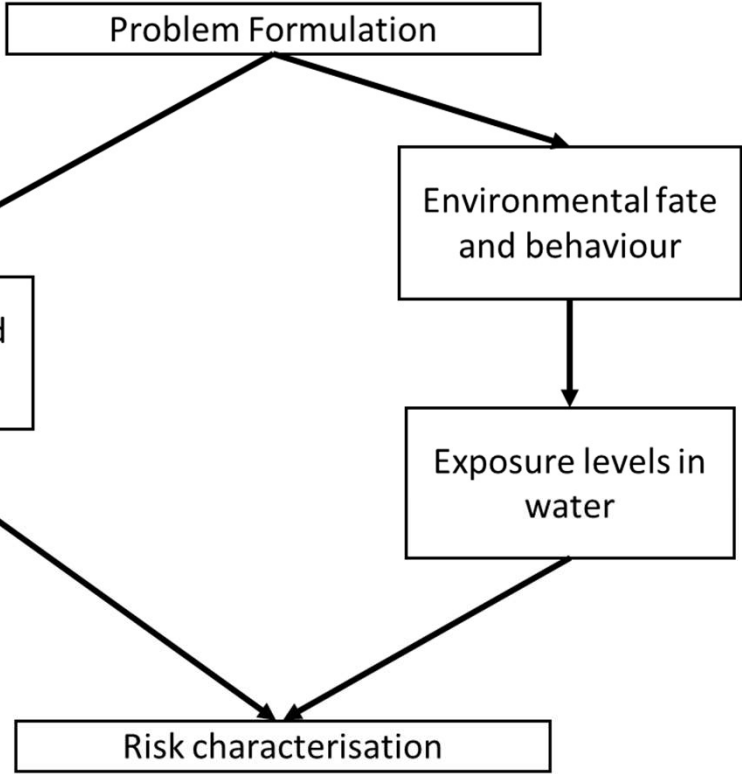 Problem Formulation
Environmental fate
and behaviour
Exposure levels in
water
Risk characterisation